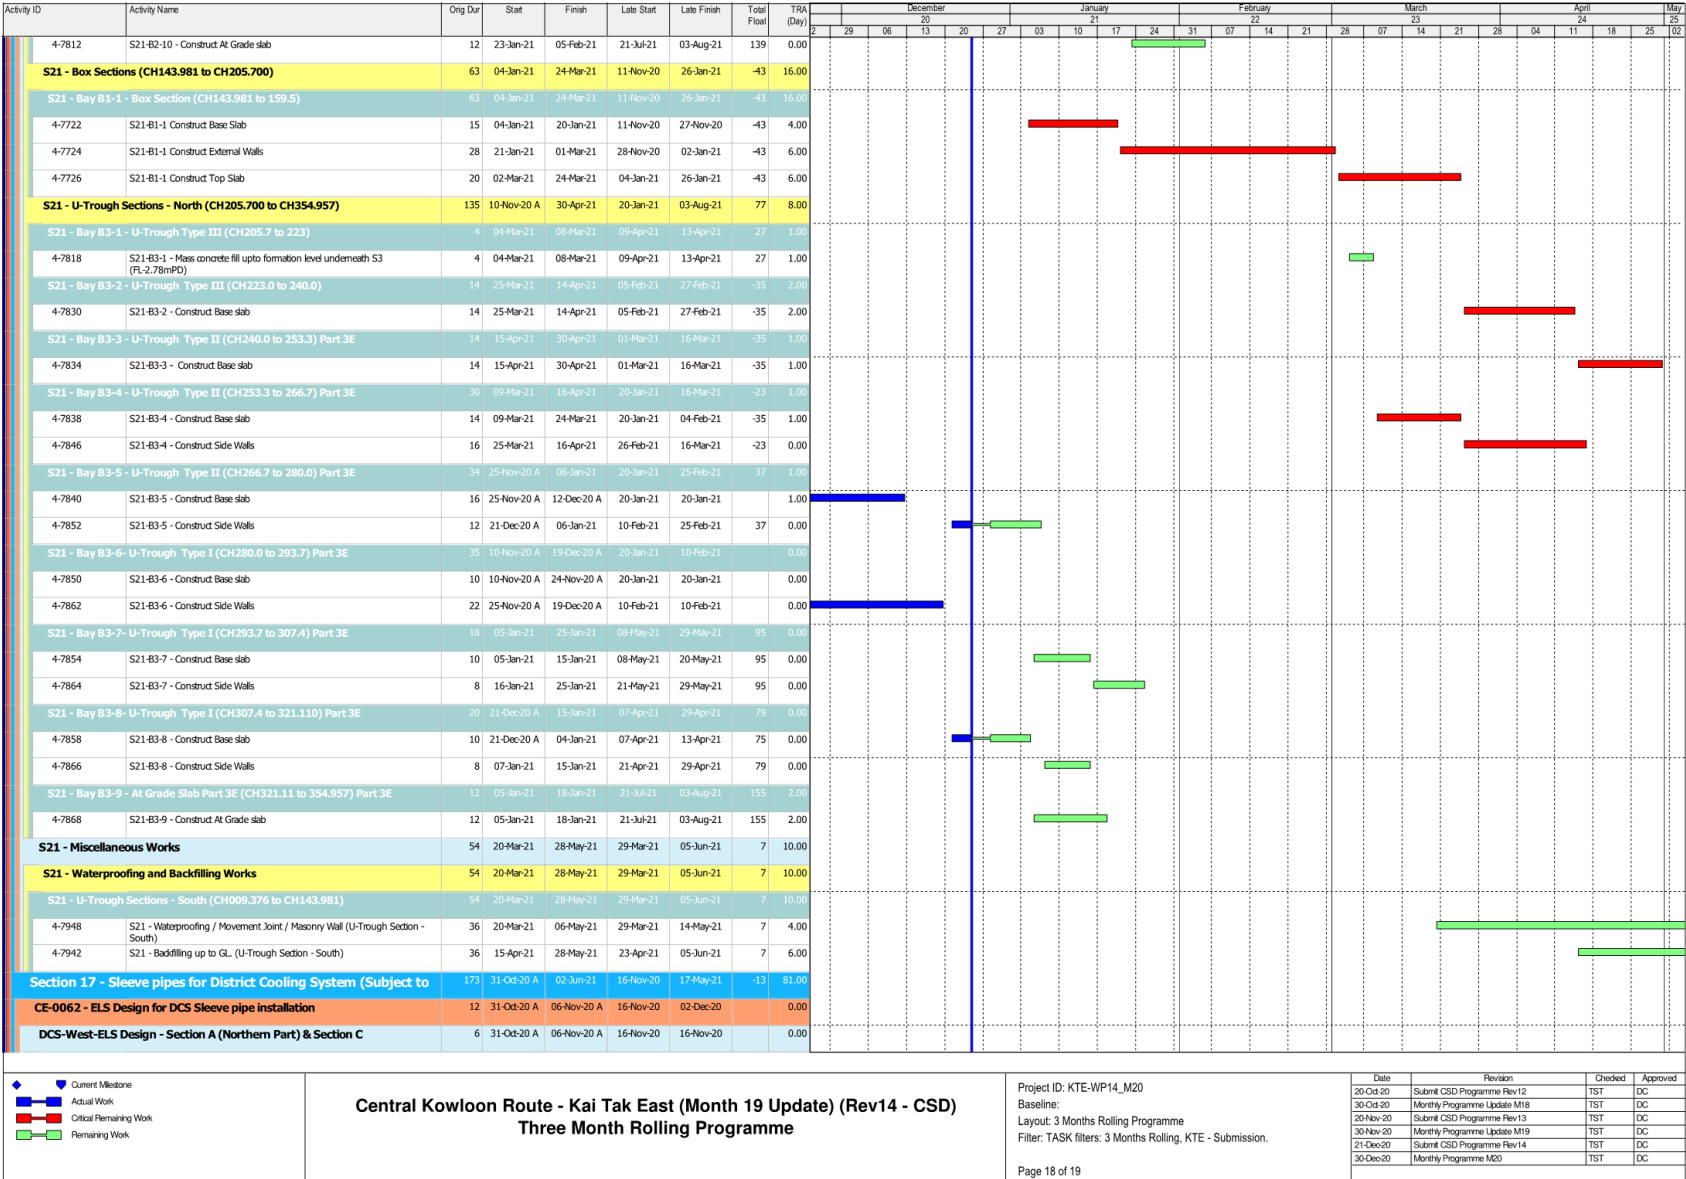 Activity ID Activity Name Orig Dur Start Finish Late Start Late Finish Total Float TRA (Day) December January February March April May
20 21 22 23 24 25
2 29 06 13 20 27 03 10 17 24 31 07 14 21 28 07 14 21 28 04 11 18 25 02
4-7812 S21-B2-10 - Construct At Grade slab 12 23-Jan-21 05-Feb-21 21-Jul-21 03-Aug-21 139 0.00
S21 - Box Sections (CH143.981 to CH205.700) 63 04-Jan-21 24-Mar-21 11-Nov-20 26-Jan-21 -43 16.00
S21 - Bay B1-1 - Box Section (CH143.981 to 159.5) 63 04-Jan-21 24-Mar-21 11-Nov-20 26-Jan-21 -43 16.00
4-7722 S21-B1-1 Construct Base Slab 15 04-Jan-21 20-Jan-21 11-Nov-20 27-Nov-20 -43 4.00
4-7724 S21-B1-1 Construct External Walls 28 21-Jan-21 01-Mar-21 28-Nov-20 02-Jan-21 -43 6.00
4-7726 S21-B1-1 Construct Top Slab 20 02-Mar-21 24-Mar-21 04-Jan-21 26-Jan-21 -43 6.00
S21 - U-Trough Sections - North (CH205.700 to CH354.957) 135 10-Nov-20 A 30-Apr-21 20-Jan-21 03-Aug-21 77 8.00
S21 - Bay B3-1 - U-Trough Type III (CH205.7 to 223) 4 04-Mar-21 08-Mar-21 09-Apr-21 13-Apr-21 27 1.00
4-7818 S21-B3-1 - Mass concrete fill upto formation level underneath S3 (FL-2.78mPD) 4 04-Mar-21 08-Mar-21 09-Apr-21 13-Apr-21 27 1.00
S21 - Bay B3-2 - U-Trough Type III (CH223.0 to 240.0) 14 25-Mar-21 14-Apr-21 05-Feb-21 27-Feb-21 -35 2.00
4-7830 S21-B3-2 - Construct Base slab 14 25-Mar-21 14-Apr-21 05-Feb-21 27-Feb-21 -35 2.00
S21 - Bay B3-3 - U-Trough Type II (CH240.0 to 253.3) Part 3E 14 15-Apr-21 30-Apr-21 01-Mar-21 16-Mar-21 -35 1.00
4-7834 S21-B3-3 - Construct Base slab 14 15-Apr-21 30-Apr-21 01-Mar-21 16-Mar-21 -35 1.00
S21 - Bay B3-4 - U-Trough Type II (CH253.3 to 266.7) Part 3E 30 09-Mar-21 16-Apr-21 20-Jan-21 16-Mar-21 -23 1.00
4-7838 S21-B3-4 - Construct Base slab 14 09-Mar-21 24-Mar-21 20-Jan-21 04-Feb-21 -35 1.00
4-7846 S21-B3-4 - Construct Side Walls 16 25-Mar-21 16-Apr-21 26-Feb-21 16-Mar-21 -23 0.00
S21 - Bay B3-5 - U-Trough Type II (CH266.7 to 280.0) Part 3E 34 25-Nov-20 A 06-Jan-21 20-Jan-21 25-Feb-21 37 1.00
4-7840 S21-B3-5 - Construct Base slab 16 25-Nov-20 A 12-Dec-20 A 20-Jan-21 20-Jan-21 1.00
4-7852 S21-B3-5 - Construct Side Walls 12 21-Dec-20 A 06-Jan-21 10-Feb-21 25-Feb-21 37 0.00
S21 - Bay B3-6- U-Trough Type I (CH280.0 to 293.7) Part 3E 35 10-Nov-20 A 19-Dec-20 A 20-Jan-21 10-Feb-21 0.00
4-7850 S21-B3-6 - Construct Base slab 10 10-Nov-20 A 24-Nov-20 A 20-Jan-21 20-Jan-21 0.00
4-7862 S21-B3-6 - Construct Side Walls 22 25-Nov-20 A 19-Dec-20 A 10-Feb-21 10-Feb-21 0.00
S21 - Bay B3-7- U-Trough Type I (CH293.7 to 307.4) Part 3E 18 05-Jan-21 25-Jan-21 08-May-21 29-May-21 95 0.00
4-7854 S21-B3-7 - Construct Base slab 10 05-Jan-21 15-Jan-21 08-May-21 20-May-21 95 0.00
4-7864 S21-B3-7 - Construct Side Walls 8 16-Jan-21 25-Jan-21 21-May-21 29-May-21 95 0.00
S21 - Bay B3-8- U-Trough Type I (CH307.4 to 321.110) Part 3E 20 21-Dec-20 A 15-Jan-21 07-Apr-21 29-Apr-21 79 0.00
4-7858 S21-B3-8 - Construct Base slab 10 21-Dec-20 A 04-Jan-21 07-Apr-21 13-Apr-21 75 0.00
4-7866 S21-B3-8 - Construct Side Walls 8 07-Jan-21 15-Jan-21 21-Apr-21 29-Apr-21 79 0.00
S21 - Bay B3-9 - At Grade Slab Part 3E (CH321.11 to 354.957) Part 3E 12 05-Jan-21 18-Jan-21 21-Jul-21 03-Aug-21 155 2.00
4-7868 S21-B3-9 - Construct At Grade slab 12 05-Jan-21 18-Jan-21 21-Jul-21 03-Aug-21 155 2.00
S21 - Miscellaneous Works 54 20-Mar-21 28-May-21 29-Mar-21 05-Jun-21 7 10.00
S21 - Waterproofing and Backfilling Works 54 20-Mar-21 28-May-21 29-Mar-21 05-Jun-21 7 10.00
S21 - U-Trough Sections - South (CH009.376 to CH143.981) 54 20-Mar-21 28-May-21 29-Mar-21 05-Jun-21 7 10.00
4-7948 S21 - Waterproofing / Movement Joint / Masonry Wall (U-Trough Section - South) 36 20-Mar-21 06-May-21 29-Mar-21 14-May-21 7 4.00
4-7942 S21 - Backfilling up to GL. (U-Trough Section - South) 36 15-Apr-21 28-May-21 23-Apr-21 05-Jun-21 7 6.00
Section 17 - Sleeve pipes for District Cooling System (Subject to 173 31-Oct-20 A 02-Jun-21 16-Nov-20 17-May-21 -13 81.00
CE-0062 - ELS Design for DCS Sleeve pipe installation 12 31-Oct-20 A 06-Nov-20 A 16-Nov-20 02-Dec-20 0.00
DCS-West-ELS Design - Section A (Northern Part) & Section C 6 31-Oct-20 A 06-Nov-20 A 16-Nov-20 16-Nov-20 0.00
Current Milestone
Actual Work
Critical Remaining Work
Remaining Work
Central Kowloon Route - Kai Tak East (Month 19 Update) (Rev14 - CSD)
Three Month Rolling Programme
Project ID: KTE-WP14_M20
Baseline:
Layout: 3 Months Rolling Programme
Filter: TASK filters: 3 Months Rolling, KTE - Submission.
Page 18 of 19
Date Revision Checked Approved
20-Oct-20 Submit CSD Programme Rev12 TST DC
30-Oct-20 Monthly Programme Update M18 TST DC
20-Nov-20 Submit CSD Programme Rev13 TST DC
30-Nov-20 Monthly Programme Update M19 TST DC
21-Dec-20 Submit CSD Programme Rev14 TST DC
30-Dec-20 Monthly Programme M20 TST DC